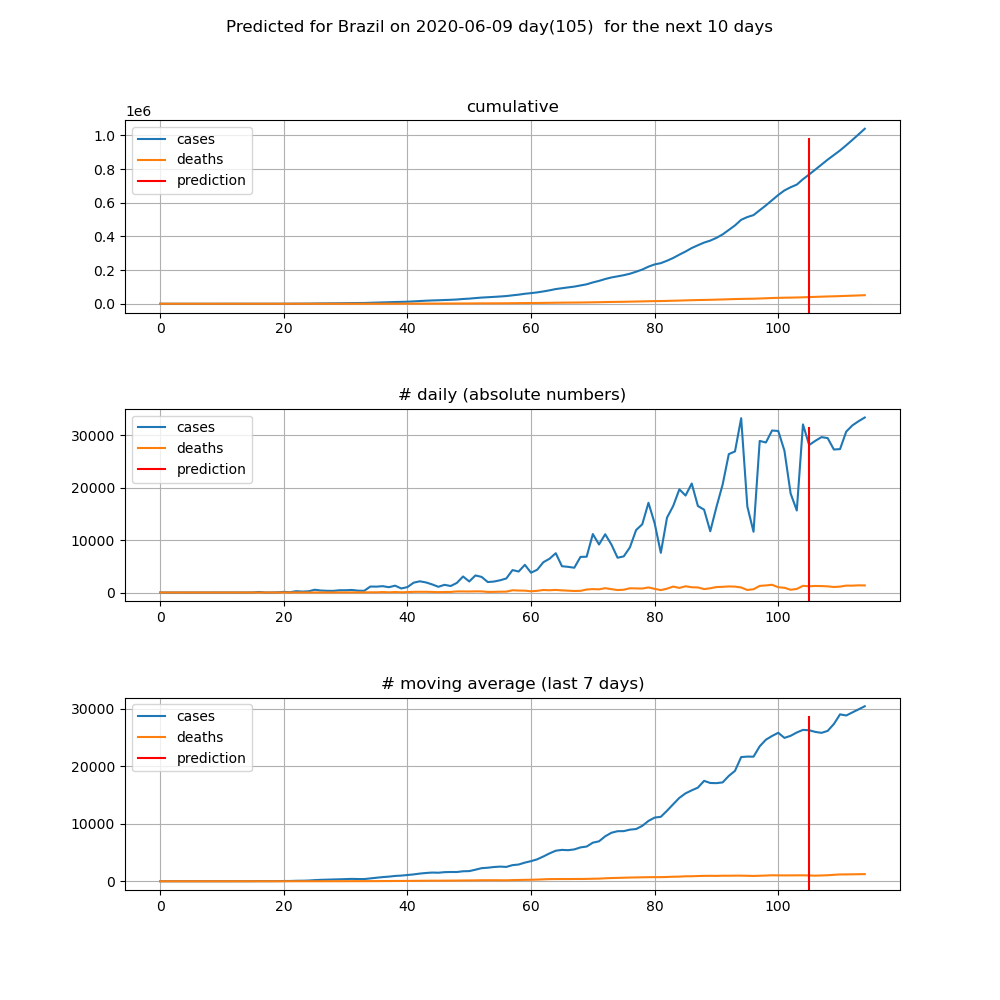 Predicted for Brazil on 2020-06-09 day(105)  for the next 10 days
cumulative
1e6
1.0
0.8
0.6
0.4
0.2
0.0
cases
deaths
prediction
0 20 40 60 80 100
# daily (absolute numbers)
30000
20000
10000
0
cases
deaths
prediction
0 20 40 60 80 100
# moving average (last 7 days)
30000
20000
10000
0
cases
deaths
prediction
0 20 40 60 80 100